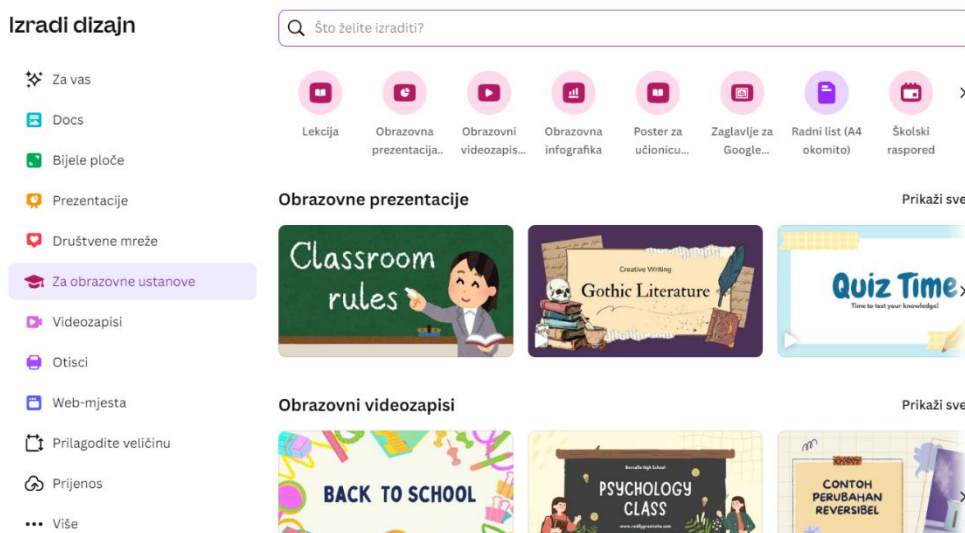 Izradi dizajn
Što želite izraditi?
Za vas
Docs
Bijele ploče
Prezentacije
Društvene mreže
Za obrazovne ustanove
Videozapisi
Otisci
Web-mjesta
Prilagodite veličinu
Prijenos
Više
Lekcija
Obrazovna
prezentacija..
Obrazovni
videozapis...
Obrazovna
infografika
Poster za
učionicu...
Zaglavlje za
Google...
Radni list (A4
okomito)
Školski
raspored
Obrazovne prezentacije
Prikaži sve
Classroom
rules
Creative Writing
Gothic Literature
Quiz Time
Time to test your knowledge!
Obrazovni videozapisi
Prikaži sve
BACK TO SCHOOL
PSYCHOLOGY
CLASS
CONTOH
PERUBAHAN
REVERSIBEL